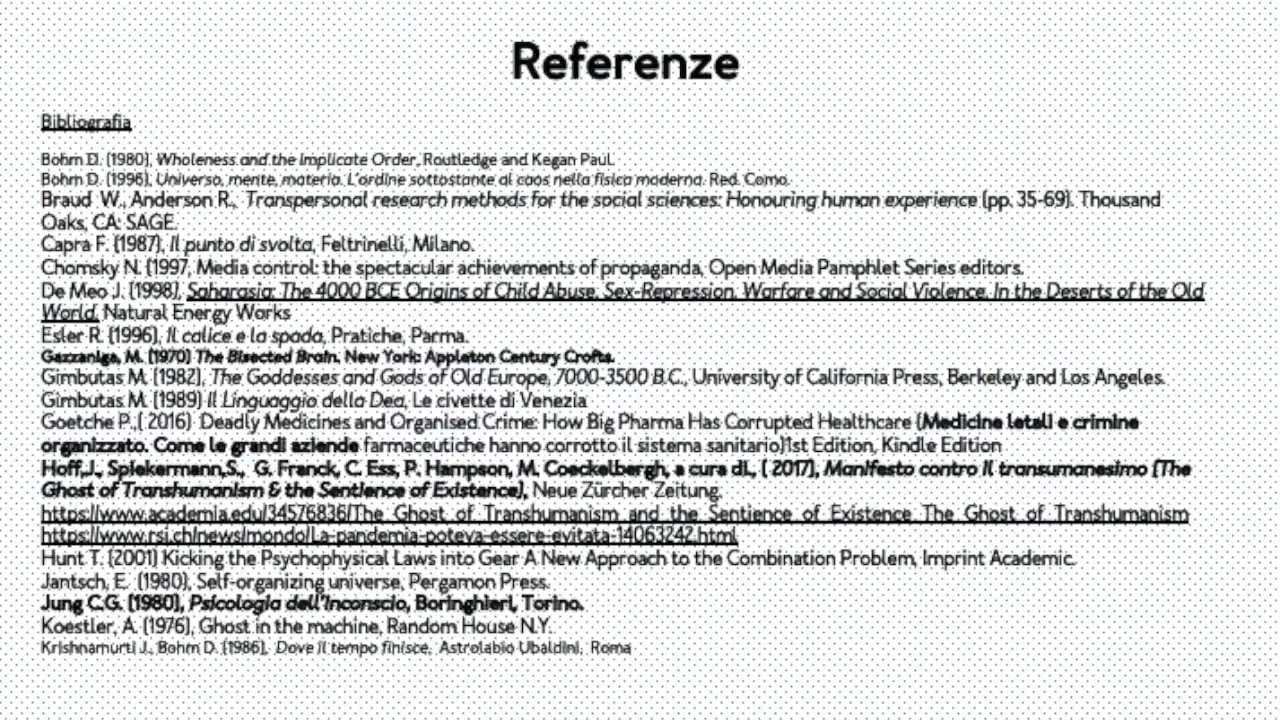 Referenze
Bibliografia
Bohm D. (1980), Wholeness and the Implicate Order, Routledge and Kegan Paul.
Bohm D. (1996), Universo, mente, materia. L'ordine sottostante al caos nella fisica moderna. Red. Como.
Braud W., Anderson R., Transpersonal research methods for the social sciences: Honouring human experience (pp. 35-69). Thousand
Oaks, CA: SAGE.
Capra F. (1987), Il punto di svolta, Feltrinelli, Milano.
Chomsky N. (1997, Media control: the spectacular achievements of propaganda, Open Media Pamphlet Series editors.
De Meo J. (1998), Saharasia: The 4000 BCE Origins of Child Abuse, Sex-Repression, Warfare and Social Violence, In the Deserts of the Old
World, Natural Energy Works
Esler R. (1996), Il calice e la spada, Pratiche, Parma.
Gazzaniga, M. (1970) The Bisected Brain. New York: Appleton Century Crofts.
Gimbutas M. (1982), The Goddesses and Gods of Old Europe, 7000-3500 B.C., University of California Press, Berkeley and Los Angeles.
Gimbutas M. (1989) Il Linguaggio della Dea, Le civette di Venezia
Goetche P.,( 2016) Deadly Medicines and Organised Crime: How Big Pharma Has Corrupted Healthcare (Medicine letali e crimine
organizzato. Come le grandi aziende farmaceutiche hanno corrotto il sistema sanitario)1st Edition, Kindle Edition
Hoff,J., Spiekermann,S., G. Franck, C. Ess, P. Hampson, M. Coeckelbergh, a cura di., ( 2017), Manifesto contro il transumanesimo (The
Ghost of Transhumanism & the Sentience of Existence), Neue Zürcher Zeitung.
https://www.academia.edu/34576836/The_Ghost_of_Transhumanism_and_the_Sentience_of_Existence_The_Ghost_of_Transhumanism
https://www.rsi.ch/news/mondo/La-pandemia-poteva-essere-evitata-14063242.html
Hunt T. (2001) Kicking the Psychophysical Laws into Gear A New Approach to the Combination Problem, Imprint Academic.
Jantsch, E. (1980), Self-organizing universe, Pergamon Press.
Jung C.G. (1980), Psicologia dell'Inconscio, Boringhieri, Torino.
Koestler, A. (1976), Ghost in the machine, Random House N.Y.
Krishnamurti J., Bohm D. (1986), Dove il tempo finisce, Astrolabio Ubaldini, Roma